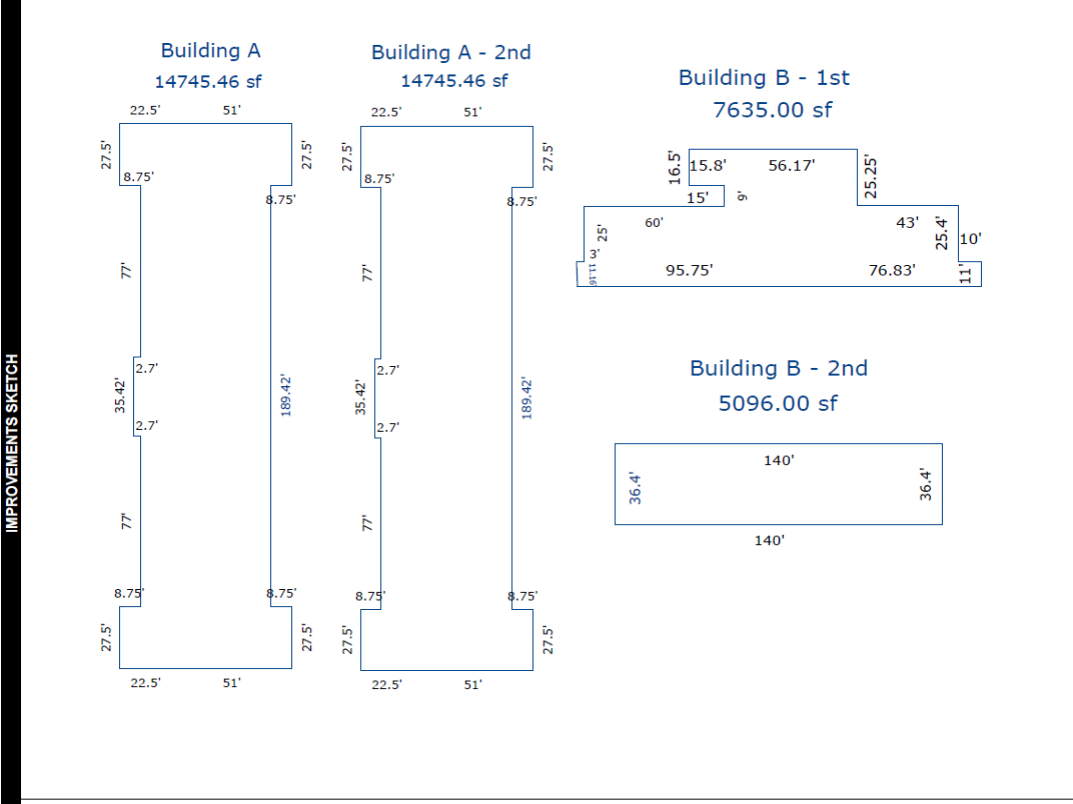 IMPROVEMENTS SKETCH
Building A
14745.46 sf
22.5' 51'
27.5' 27.5'
8.75' 8.75'
77'
2.7'
35.42' 189.42'
2.7'
77'
8.75' 8.75'
27.5' 27.5'
22.5' 51'
Building A - 2nd
14745.46 sf
22.5' 51'
27.5' 27.5'
8.75' 8.75'
77'
2.7'
35.42' 189.42'
2.7'
77'
8.75' 8.75'
27.5' 27.5'
22.5' 51'
Building B - 1st
7635.00 sf
16.5' 15.8' 56.17' 25.25'
15' 9'
25' 60' 43' 25.4' 10'
3'
11.16' 95.75' 76.83' 11'
Building B - 2nd
5096.00 sf
140'
36.4' 36.4'
140'